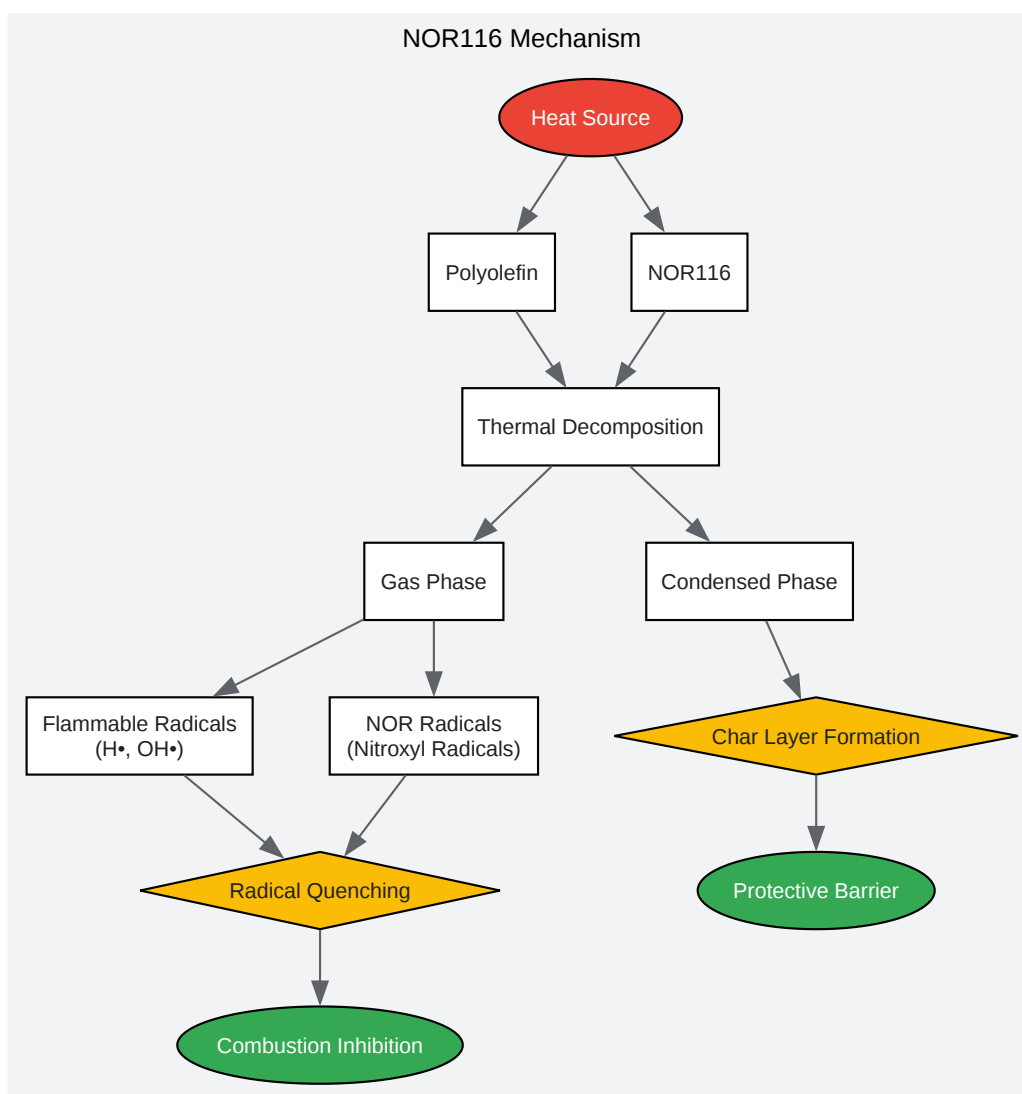 NOR116 Mechanism
Heat Source
Polyolefin
NOR116
Thermal Decomposition
Gas Phase
Condensed Phase
Flammable Radicals
(H•, OH•)
NOR Radicals
(Nitroxyl Radicals)
Char Layer Formation
Radical Quenching
Protective Barrier
Combustion Inhibition